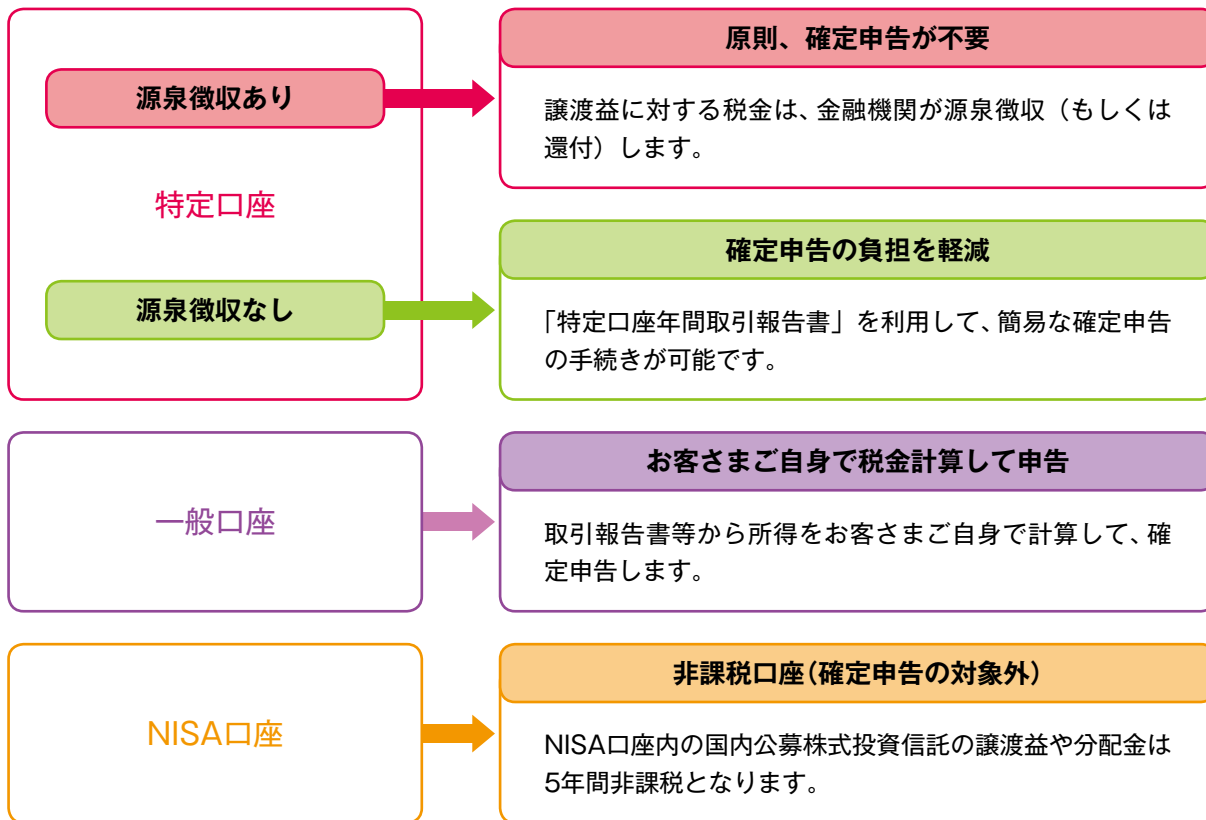 特定口座
源泉徴収あり
原則、確定申告が不要
譲渡益に対する税金は、金融機関が源泉徴収（もしくは
還付）します。
源泉徴収なし
確定申告の負担を軽減
「特定口座年間取引報告書」を利用して、簡易な確定申告
の手続きが可能です。
一般口座
お客さまご自身で税金計算して申告
取引報告書等から所得をお客さまご自身で計算して、確
定申告します。
NISA口座
非課税口座（確定申告の対象外）
NISA口座内の国内公募株式投資信託の譲渡益や分配金は
5年間非課税となります。